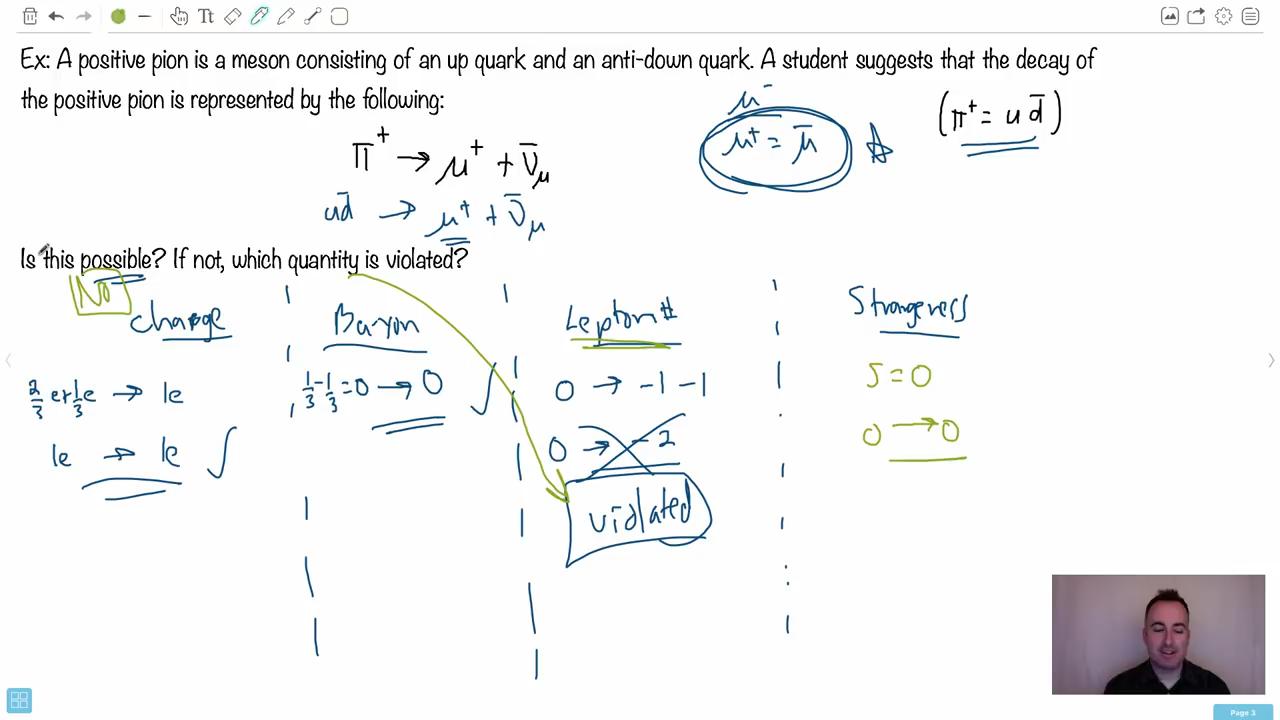 Tt
Ex: A positive pion is a meson consisting of an up quark and an anti-down quark. A student suggests that the decay of
the positive pion is represented by the following:
μ⁻
μ⁺ = μ̄
(π⁺ = u d̄)
π⁺ → μ⁺ + ν̄μ
ud̄ → μ⁺ + ν̄μ
Is this possible? If not, which quantity is violated?
No
Charge
Baryon
Lepton #
Strangeness
2/3 e + 1/3 e → 1e
1/3 - 1/3 = 0 → 0 ✓
0 → -1 -1
S = 0
1e → 1e ✓
0 → -2
0 → 0
violated
Page 3